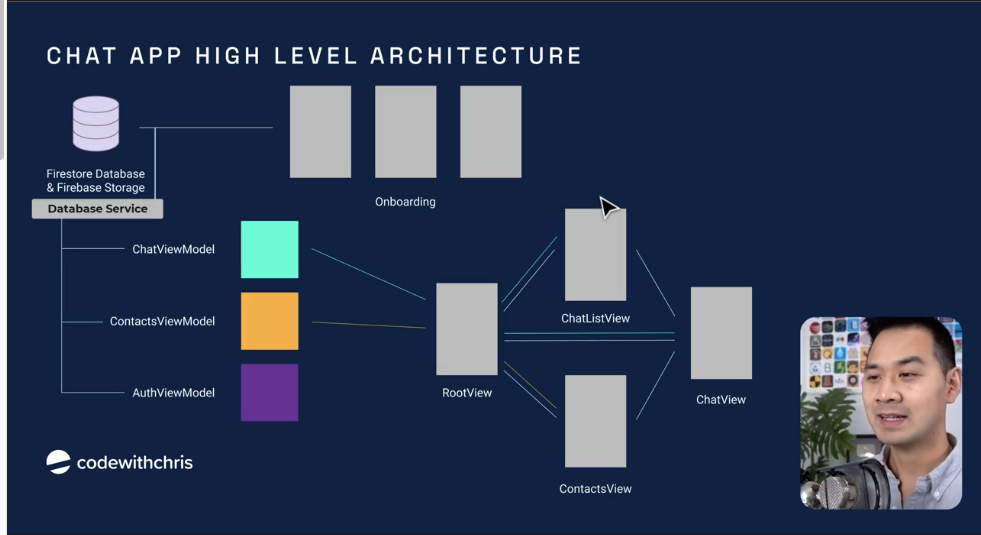 CHAT APP HIGH LEVEL ARCHITECTURE
Firestore Database
& Firebase Storage
Database Service
Onboarding
ChatViewModel
ContactsViewModel
AuthViewModel
RootView
ChatListView
ContactsView
ChatView
codewithchris